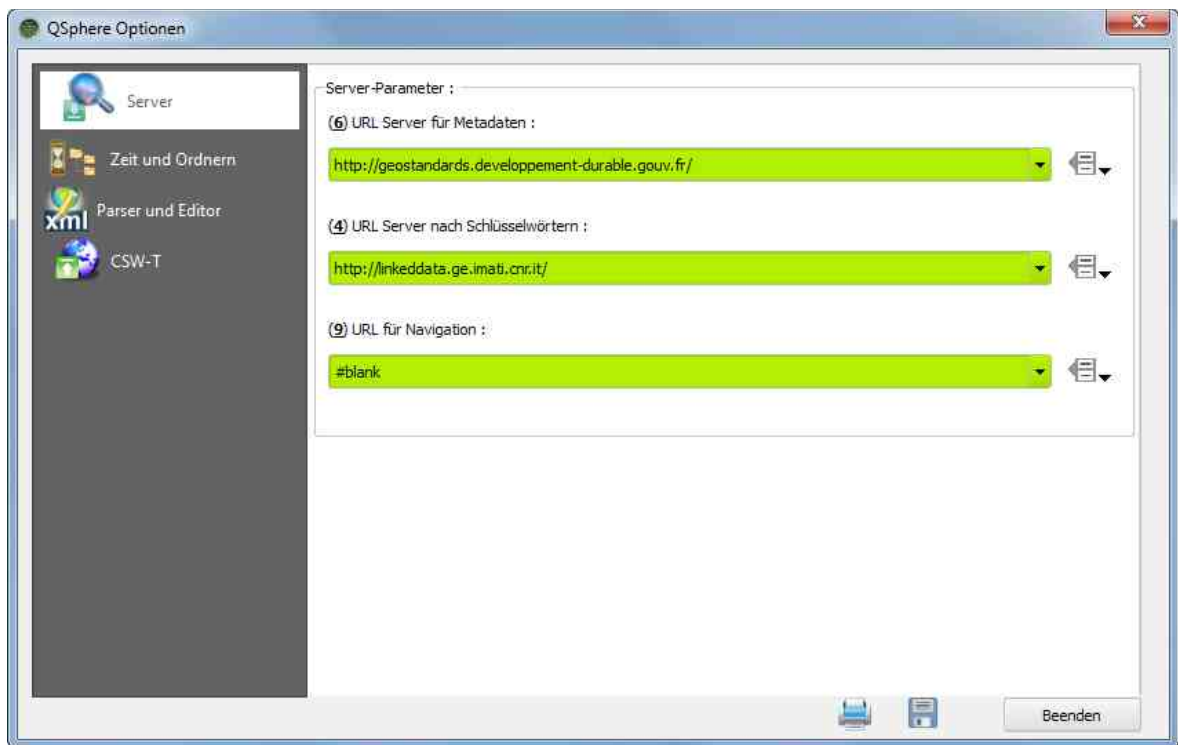 QSphere Optionen
Server
Zeit und Ordnern
xml Parser und Editor
CSW-T
Server-Parameter :
(6) URL Server für Metadaten :
http://geostandards.developpement-durable.gouv.fr/
(4) URL Server nach Schlüsselwörtern :
http://linkeddata.ge.imati.cnr.it/
(9) URL für Navigation :
#blank
Beenden